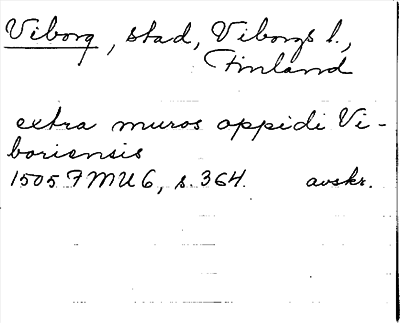 Viborg, stad, Viborgs l.,
Finland
extra muros oppidi Vi-
boriensis
1505 FMU 6, s. 364. avskr.